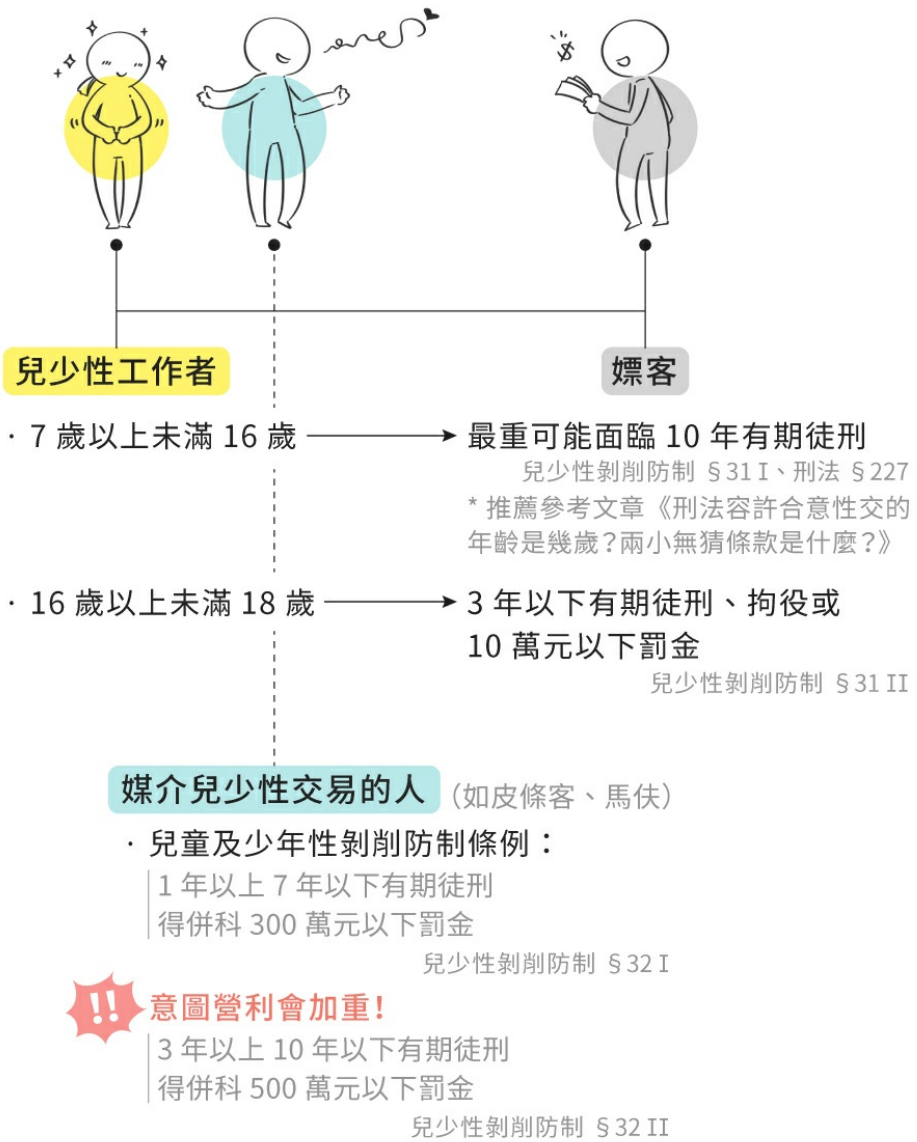 兒少性工作者
嫖客
· 7 歲以上未滿 16 歲
最重可能面臨 10 年有期徒刑
兒少性剝削防制 §31 I、刑法 §227
* 推薦參考文章《刑法容許合意性交的
年齡是幾歲？兩小無猜條款是什麼？》
· 16 歲以上未滿 18 歲
3 年以下有期徒刑、拘役或
10 萬元以下罰金
兒少性剝削防制 §31 II
媒介兒少性交易的人（如皮條客、馬伕）
· 兒童及少年性剝削防制條例：
1 年以上 7 年以下有期徒刑
得併科 300 萬元以下罰金
兒少性剝削防制 §32 I
!! 意圖營利會加重！
3 年以上 10 年以下有期徒刑
得併科 500 萬元以下罰金
兒少性剝削防制 §32 II